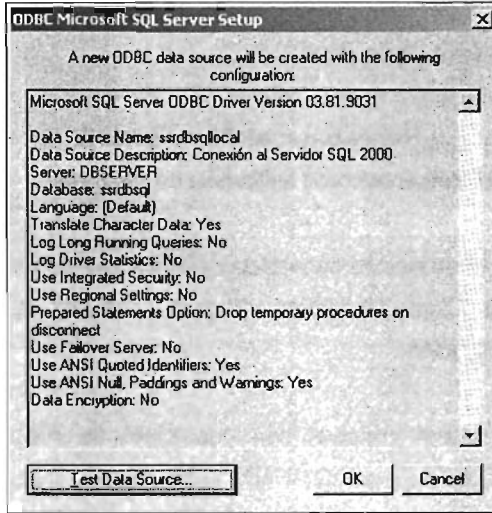 ODBC Microsoft SQL Server Setup
A new ODBC data source will be created with the following
configuration:
Microsoft SQL Server ODBC Driver Version 03.81.9031
Data Source Name: ssrdbsqllocal
Data Source Description: Conexión al Servidor SQL 2000
Server: DBSERVER
Database: ssrdbsql
Language: (Default)
Translate Character Data: Yes
Log Long Running Queries: No
Log Driver Statistics: No
Use Integrated Security: No
Use Regional Settings: No
Prepared Statements Option: Drop temporary procedures on
disconnect
Use Failover Server: No
Use ANSI Quoted Identifiers: Yes
Use ANSI Null, Paddings and Warnings: Yes
Data Encryption: No
Test Data Source... OK Cancel